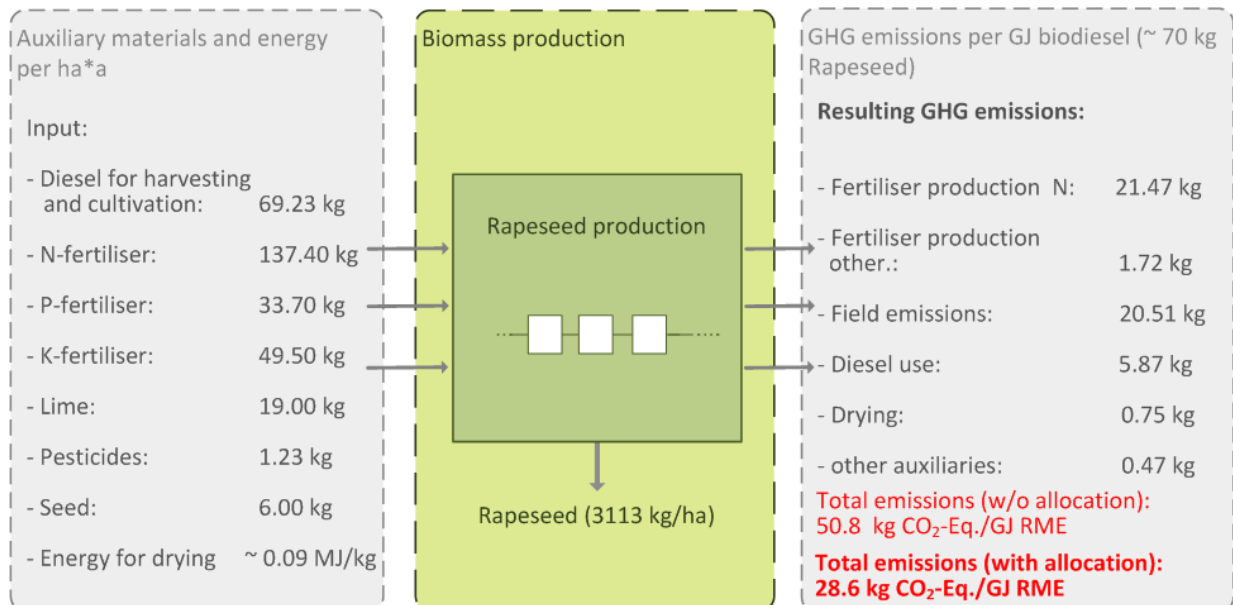 Auxiliary materials and energy
per ha*a
Input:
- Diesel for harvesting
and cultivation: 69.23 kg
- N-fertiliser: 137.40 kg
- P-fertiliser: 33.70 kg
- K-fertiliser: 49.50 kg
- Lime: 19.00 kg
- Pesticides: 1.23 kg
- Seed: 6.00 kg
- Energy for drying ~ 0.09 MJ/kg
Biomass production
Rapeseed production
Rapeseed (3113 kg/ha)
GHG emissions per GJ biodiesel (~ 70 kg
Rapeseed)
Resulting GHG emissions:
- Fertiliser production N: 21.47 kg
- Fertiliser production
other.: 1.72 kg
- Field emissions: 20.51 kg
- Diesel use: 5.87 kg
- Drying: 0.75 kg
- other auxiliaries: 0.47 kg
Total emissions (w/o allocation):
50.8 kg CO₂-Eq./GJ RME
Total emissions (with allocation):
28.6 kg CO₂-Eq./GJ RME